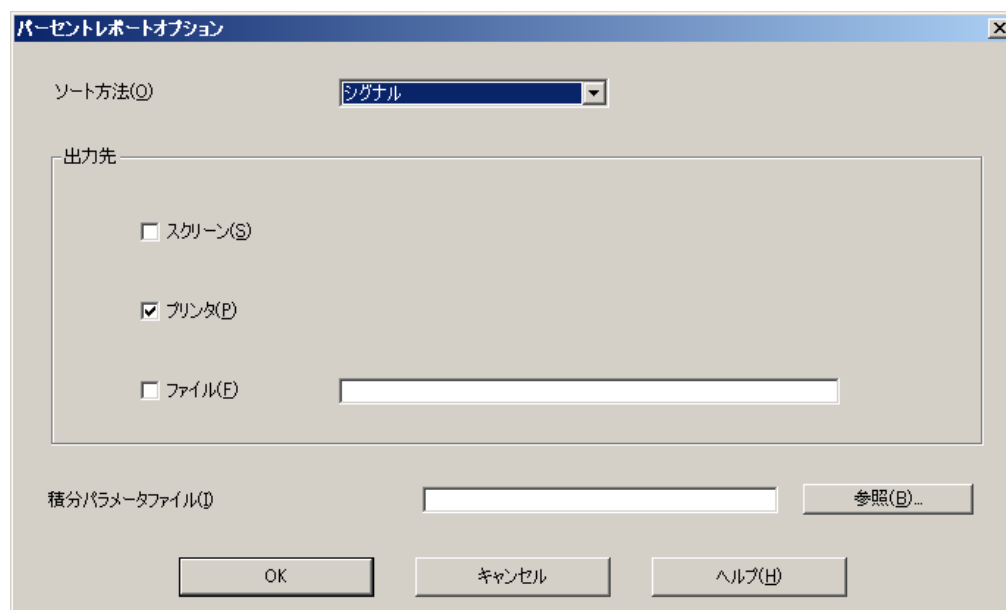 パーセントレポートオプション
ソート方法(O) シグナル
出力先
スクリーン(S)
プリンタ(P)
ファイル(F)
積分パラメータファイル(I) 参照(B)...
OK キャンセル ヘルプ(H)